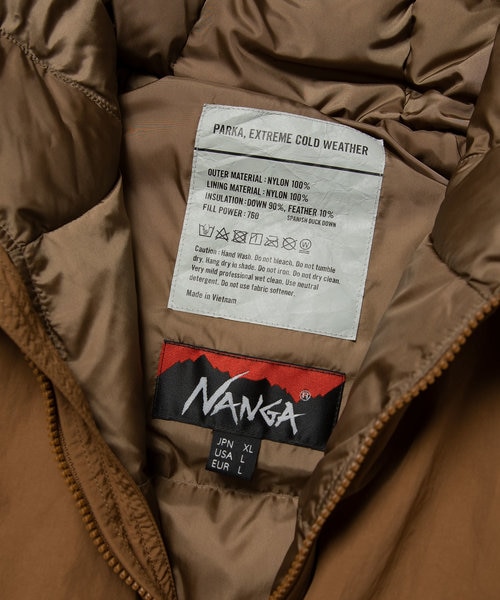 PARKA, EXTREME COLD WEATHER
OUTER MATERIAL : NYLON 100%
LINING MATERIAL : NYLON 100%
INSULATION : DOWN 90%, FEATHER 10%
FILL POWER : 760 SPANISH DUCK DOWN
Caution : Hand Wash. Do not bleach. Do not tumble
dry. Hang dry in shade. Do not iron. Do not dry clean.
Very mild professional wet clean. Use neutral
detergent. Do not use fabric softener.
Made in Vietnam
NANGA®
JPN XL
USA L
EUR L